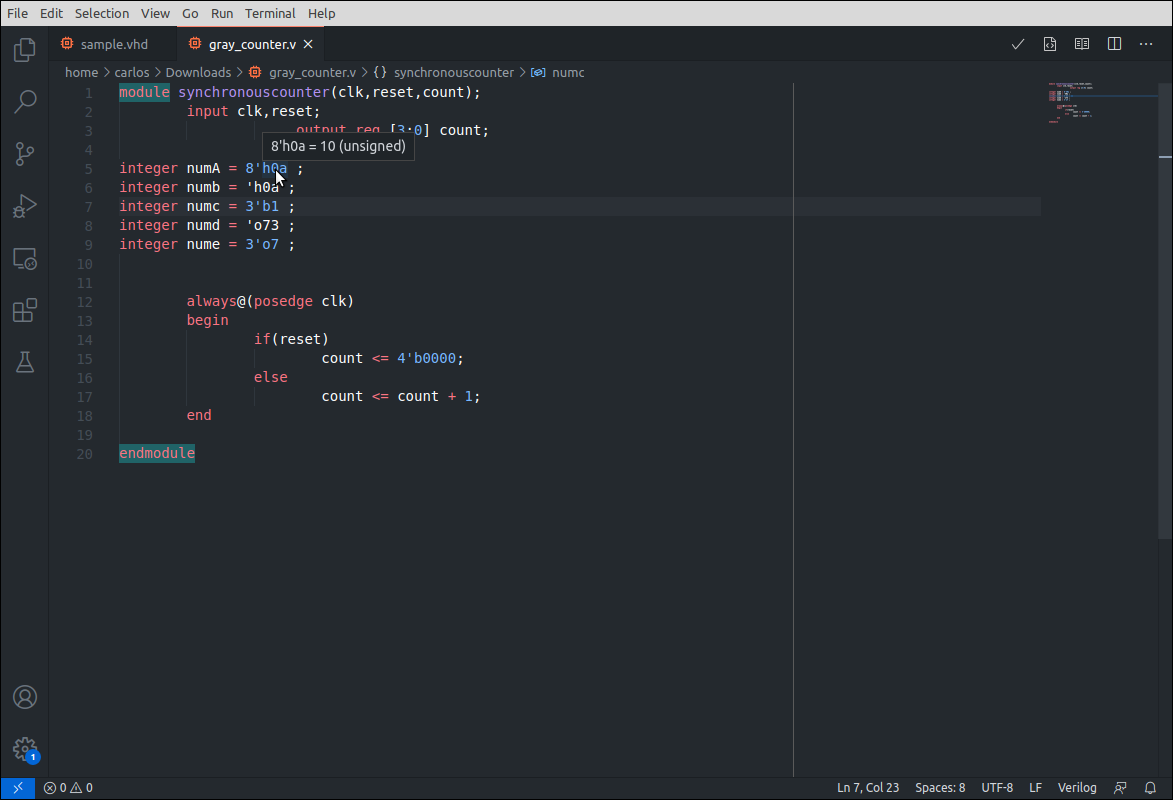 File Edit Selection View Go Run Terminal Help
sample.vhd gray_counter.v
home > carlos > Downloads > gray_counter.v > {} synchronouscounter > numc
1 module synchronouscounter(clk,reset,count);
2 input clk,reset;
3 output reg [3:0] count;
4
8'h0a = 10 (unsigned)
5 integer numA = 8'h0a ;
6 integer numb = 'h0a ;
7 integer numc = 3'b1 ;
8 integer numd = 'o73 ;
9 integer nume = 3'o7 ;
10
11
12 always@(posedge clk)
13 begin
14 if(reset)
15 count <= 4'b0000;
16 else
17 count <= count + 1;
18 end
19
20 endmodule
1
0 0 Ln 7, Col 23 Spaces: 8 UTF-8 LF Verilog